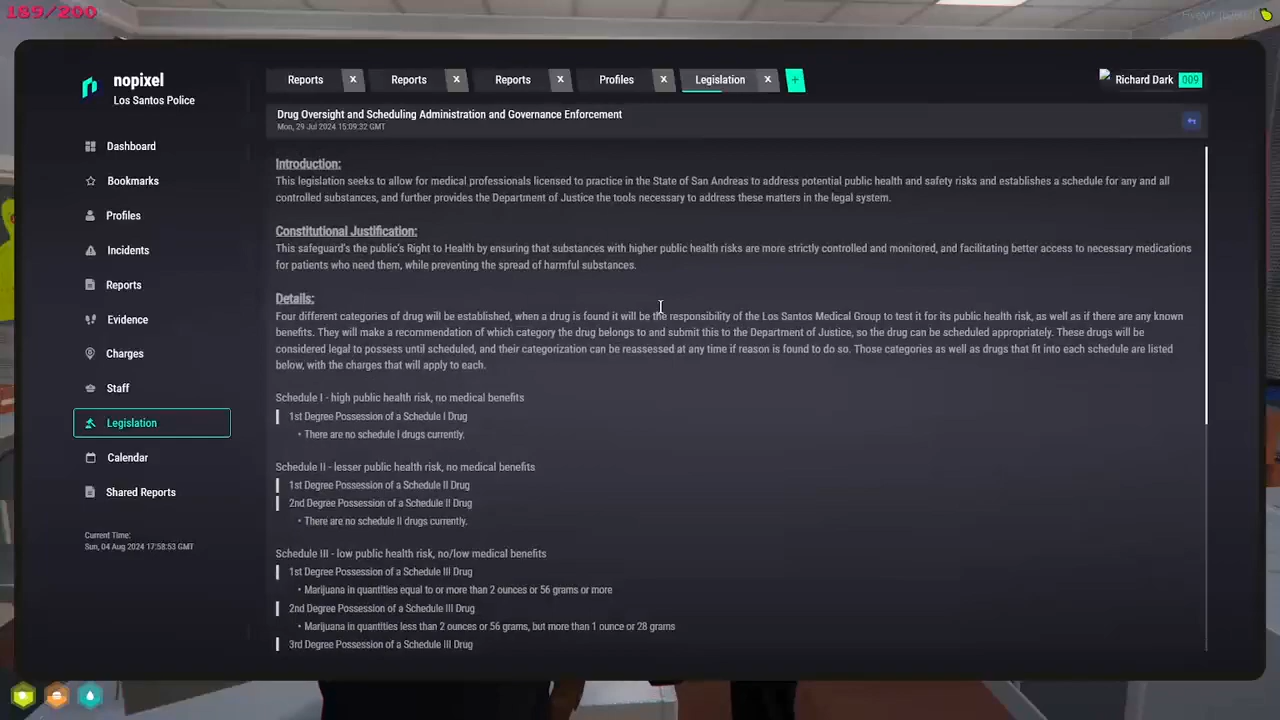 189/200
nopixel
Los Santos Police
Reports x Reports x Reports x Profiles x Legislation x +
Richard Dark 009
Dashboard
Bookmarks
Profiles
Incidents
Reports
Evidence
Charges
Staff
Legislation
Calendar
Shared Reports
Current Time:
Sun, 04 Aug 2024 17:58:53 GMT
Drug Oversight and Scheduling Administration and Governance Enforcement
Mon, 29 Jul 2024 15:09:32 GMT
Introduction:
This legislation seeks to allow for medical professionals licensed to practice in the State of San Andreas to address potential public health and safety risks and establishes a schedule for any and all
controlled substances, and further provides the Department of Justice the tools necessary to address these matters in the legal system.
Constitutional Justification:
This safeguard's the public's Right to Health by ensuring that substances with higher public health risks are more strictly controlled and monitored, and facilitating better access to necessary medications
for patients who need them, while preventing the spread of harmful substances.
Details:
Four different categories of drug will be established, when a drug is found it will be the responsibility of the Los Santos Medical Group to test it for its public health risk, as well as if there are any known
benefits. They will make a recommendation of which category the drug belongs to and submit this to the Department of Justice, so the drug can be scheduled appropriately. These drugs will be
considered legal to possess until scheduled, and their categorization can be reassessed at any time if reason is found to do so. Those categories as well as drugs that fit into each schedule are listed
below, with the charges that will apply to each.
Schedule I - high public health risk, no medical benefits
1st Degree Possession of a Schedule I Drug
• There are no schedule I drugs currently.
Schedule II - lesser public health risk, no medical benefits
1st Degree Possession of a Schedule II Drug
2nd Degree Possession of a Schedule II Drug
• There are no schedule II drugs currently.
Schedule III - low public health risk, no/low medical benefits
1st Degree Possession of a Schedule III Drug
• Marijuana in quantities equal to or more than 2 ounces or 56 grams or more
2nd Degree Possession of a Schedule III Drug
• Marijuana in quantities less than 2 ounces or 56 grams, but more than 1 ounce or 28 grams
3rd Degree Possession of a Schedule III Drug